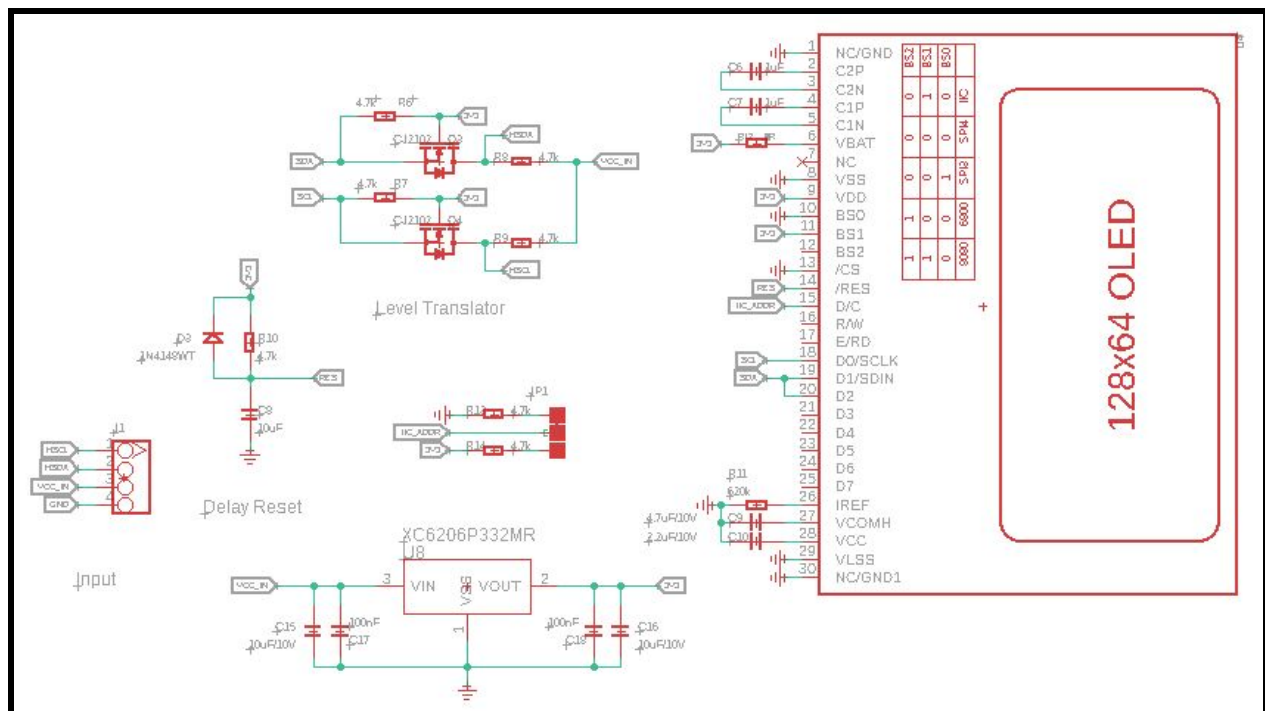 4.7k R6
3V3
HSDA
CJ2102 Q3
SDA
R8 4.7k
VCC_IN
4.7k R7
SCL
3V3
CJ2102 Q4
R9 4.7k
HSCL
Level Translator
3V3
D3
1N4148WT
R10
4.7k
RES
C8
10uF
Delay Reset
JP1
R13 4.7k
IIC_ADDR
3V3
R14 4.7k
J1
HSCL 1
HSDA 2
VCC_IN 3
GND 4
Input
XC6206P332MR
U8
VCC_IN
3 VIN VSS VOUT 2
1
3V3
C15
10uF/10V
100nF
C17
100nF
C18
C16
10uF/10V
C6 1uF
C7 1uF
3V3
3V3
3V3
RES
IIC_ADDR
SCL
SDA
R11
620k
4.7uF/10V C9
2.2uF/10V C10
1 NC/GND
2 C2P
3 C2N
4 C1P
5 C1N
6 VBAT
7 NC
8 VSS
9 VDD
10 BS0
11 BS1
12 BS2
13 /CS
14 /RES
15 D/C
16 R/W
17 E/RD
18 D0/SCLK
19 D1/SDIN
20 D2
21 D3
22 D4
23 D5
24 D6
25 D7
26 IREF
27 VCOMH
28 VCC
29 VLSS
30 NC/GND1
BS2 BS1 BS0
0 1 0 IIC
0 0 0 SPI4
0 0 1 SPI3
1 0 0 6800
1 1 0 8080
128x64 OLED